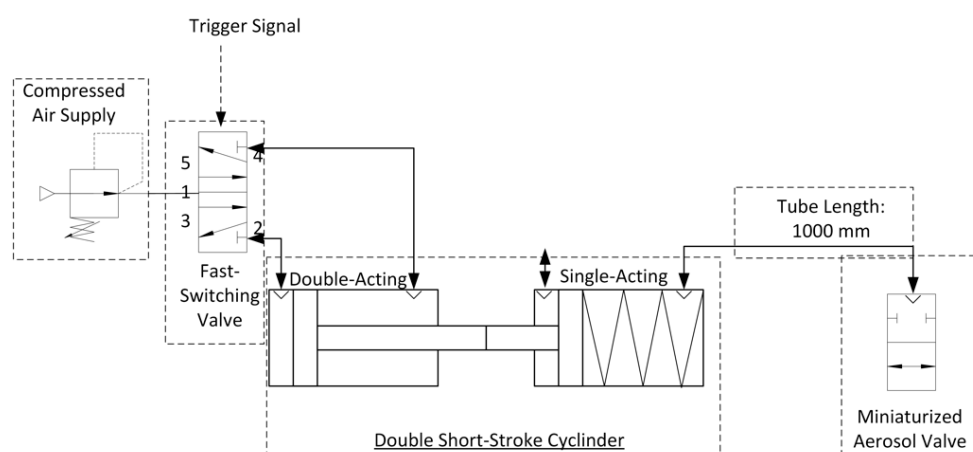 Trigger Signal
Compressed
Air Supply
5
4
1
3
2
Fast-
Switching
Valve
Double-Acting
Single-Acting
Tube Length:
1000 mm
Double Short-Stroke Cyclinder
Miniaturized
Aerosol Valve